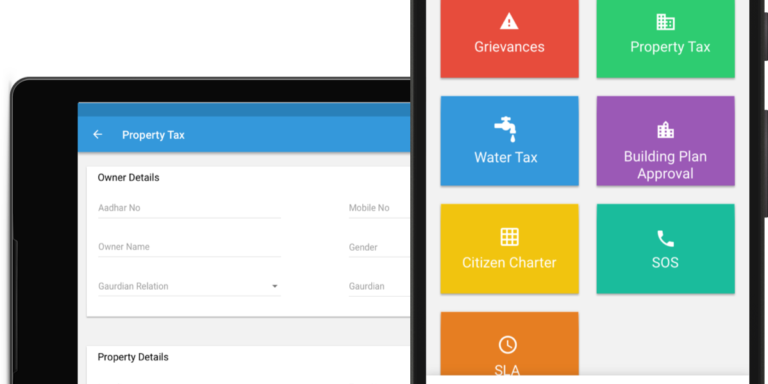 Property Tax
Owner Details
Aadhar No
Mobile No
Owner Name
Gender
Gaurdian Relation
Gaurdian
Property Details
Grievances
Property Tax
Water Tax
Building Plan
Approval
Citizen Charter
SOS
SLA